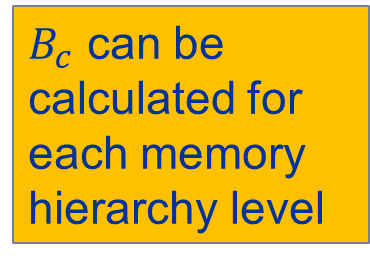 B_c can be
calculated for
each memory
hierarchy level